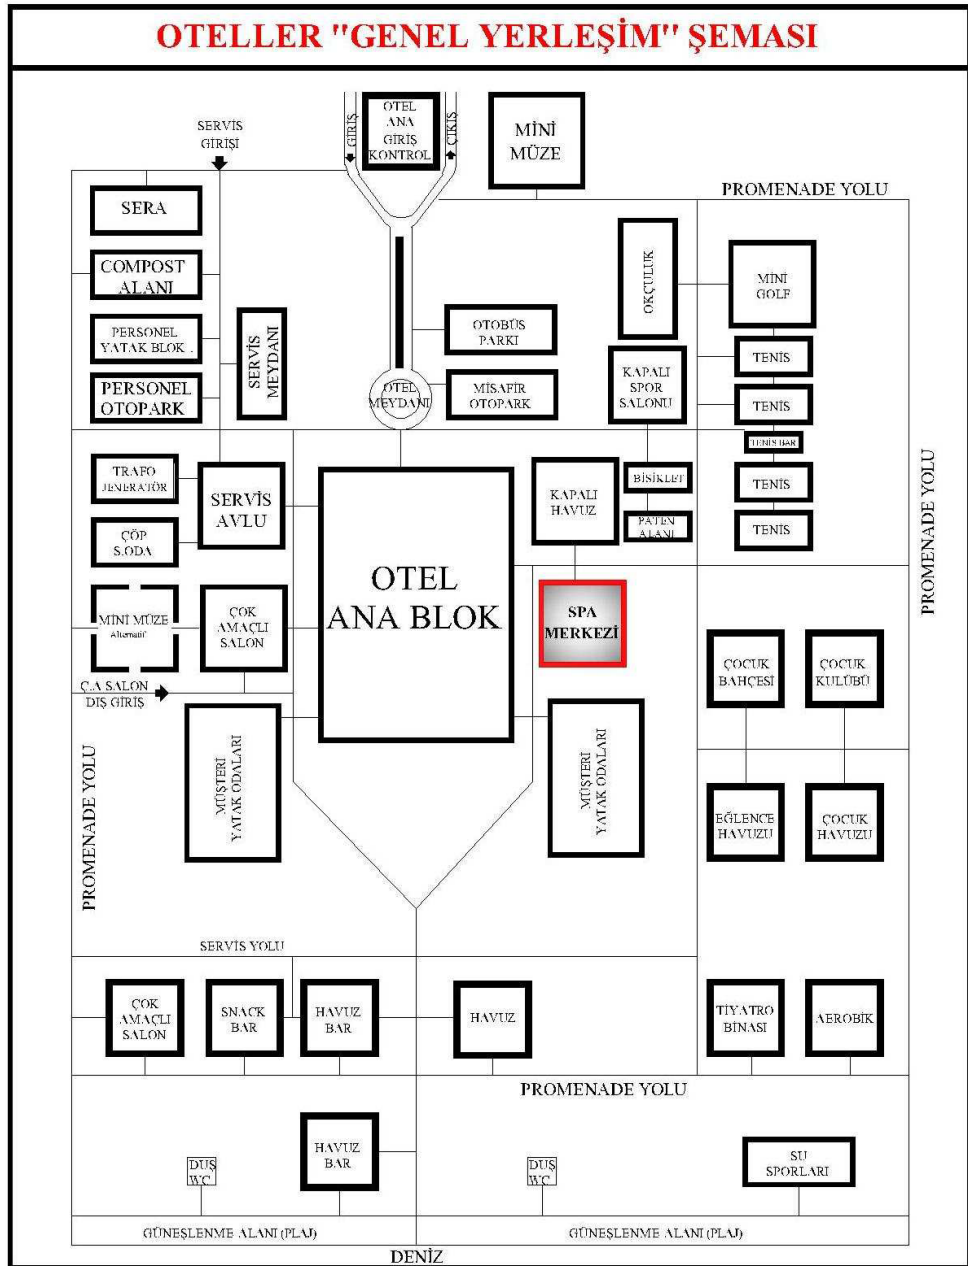 OTELLER "GENEL YERLEŞİM" ŞEMASI
OTEL
ANA
GİRİŞ
KONTROL
GİRİŞ
ÇIKIŞ
MİNİ
MÜZE
SERVİS
GİRİŞİ
PROMENADE YOLU
SERA
COMPOST
ALANI
PERSONEL
YATAK BLOK .
PERSONEL
OTOPARK
SERVİS
MEYDANI
OTOBÜS
PARKI
OTEL
MEYDANI
MİSAFİR
OTOPARK
OKÇULUK
MİNİ
GOLF
KAPALI
SPOR
SALONU
TENİS
TENİS
TENİS BAR
TENİS
TENİS
TRAFO
JENERATÖR
SERVİS
AVLU
ÇÖP
S.ODA
KAPALI
HAVUZ
BİSİKLET
PATEN
ALANI
PROMENADE YOLU
OTEL
ANA BLOK
SPA
MERKEZİ
MİNİ MÜZE
Alternatif
ÇOK
AMAÇLI
SALON
Ç.A SALON
DIŞ GİRİŞ
ÇOCUK
BAHÇESİ
ÇOCUK
KULÜBÜ
MÜŞTERİ
YATAK ODALARI
MÜŞTERİ
YATAK ODALARI
PROMENADE YOLU
EĞLENCE
HAVUZU
ÇOCUK
HAVUZU
SERVİS YOLU
ÇOK
AMAÇLI
SALON
SNACK
BAR
HAVUZ
BAR
HAVUZ
TİYATRO
BİNASI
AEROBİK
PROMENADE YOLU
HAVUZ
BAR
DUŞ
WC
DUŞ
WC
SU
SPORLARI
GÜNEŞLENME ALANI (PLAJ)
GÜNEŞLENME ALANI (PLAJ)
DENİZ